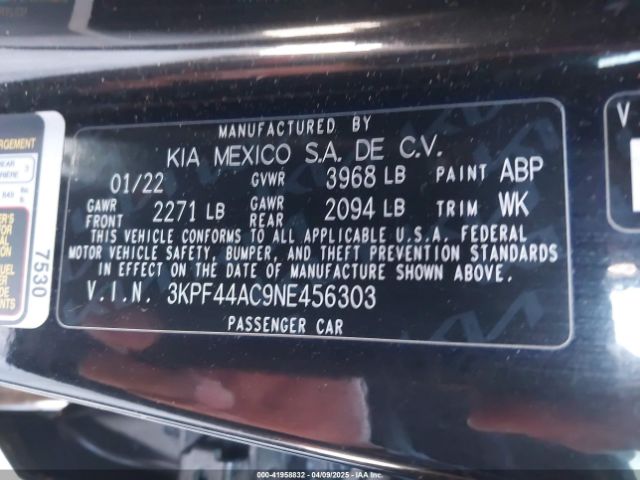 MANUFACTURED BY
KIA MEXICO S.A. DE C.V.
01/22 GVWR 3968 LB PAINT ABP
GAWR FRONT 2271 LB GAWR REAR 2094 LB TRIM WK
THIS VEHICLE CONFORMS TO ALL APPLICABLE U.S.A. FEDERAL
MOTOR VEHICLE SAFETY, BUMPER, AND THEFT PREVENTION STANDARDS
IN EFFECT ON THE DATE OF MANUFACTURE SHOWN ABOVE.
V.I.N. 3KPF44AC9NE456303
PASSENGER CAR
7530
V
000-41958832 04/09/2025 IAAI.COM